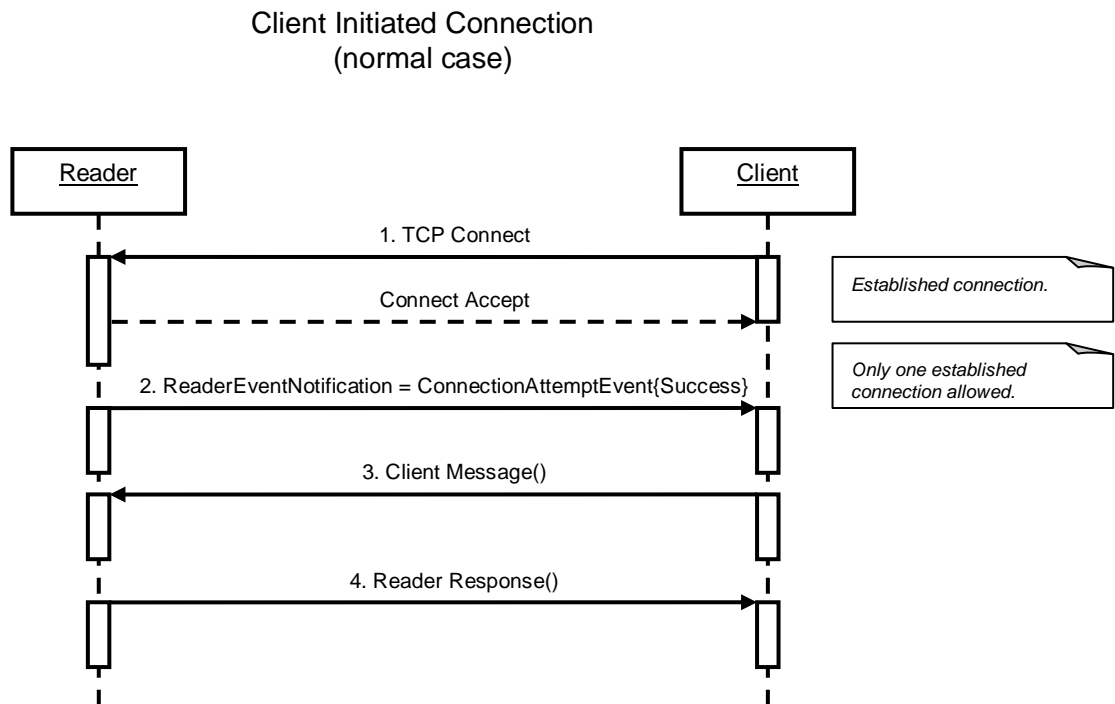 Client Initiated Connection
(normal case)
Reader
Client
1. TCP Connect
Established connection.
Connect Accept
Only one established
connection allowed.
2. ReaderEventNotification = ConnectionAttemptEvent{Success}
3. Client Message()
4. Reader Response()